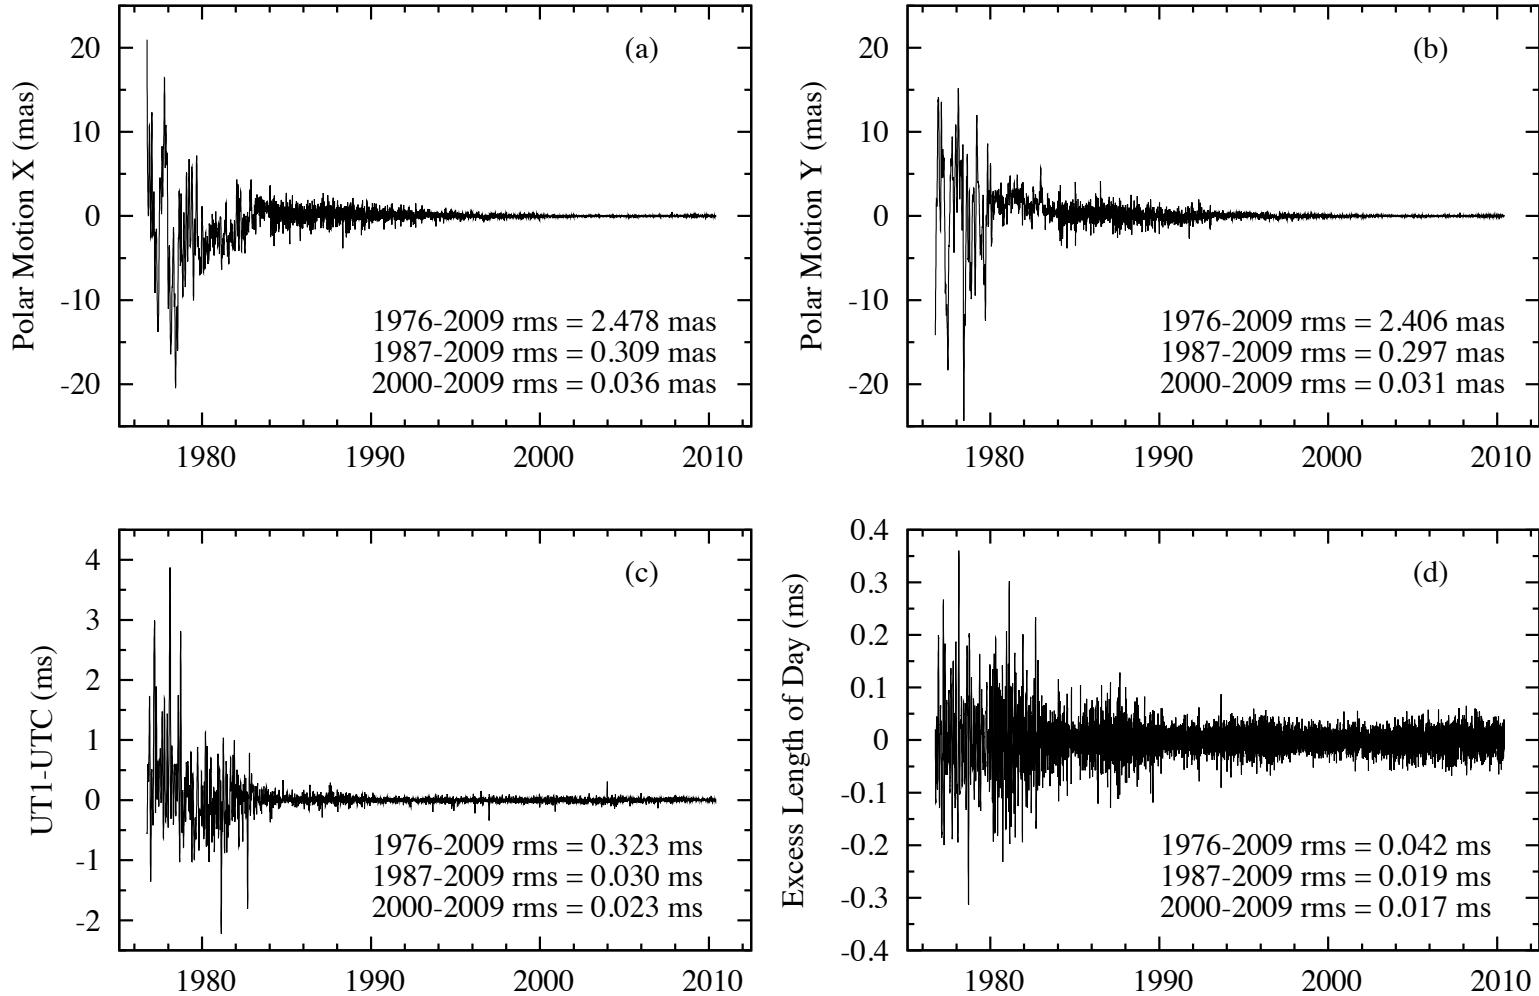 (a)
20
10
0
-10
-20
Polar Motion X (mas)
1976-2009 rms = 2.478 mas
1987-2009 rms = 0.309 mas
2000-2009 rms = 0.036 mas
1980 1990 2000 2010
(b)
20
10
0
-10
-20
Polar Motion Y (mas)
1976-2009 rms = 2.406 mas
1987-2009 rms = 0.297 mas
2000-2009 rms = 0.031 mas
1980 1990 2000 2010
(c)
4
3
2
1
0
-1
-2
UT1-UTC (ms)
1976-2009 rms = 0.323 ms
1987-2009 rms = 0.030 ms
2000-2009 rms = 0.023 ms
1980 1990 2000 2010
(d)
0.4
0.3
0.2
0.1
0
-0.1
-0.2
-0.3
-0.4
Excess Length of Day (ms)
1976-2009 rms = 0.042 ms
1987-2009 rms = 0.019 ms
2000-2009 rms = 0.017 ms
1980 1990 2000 2010